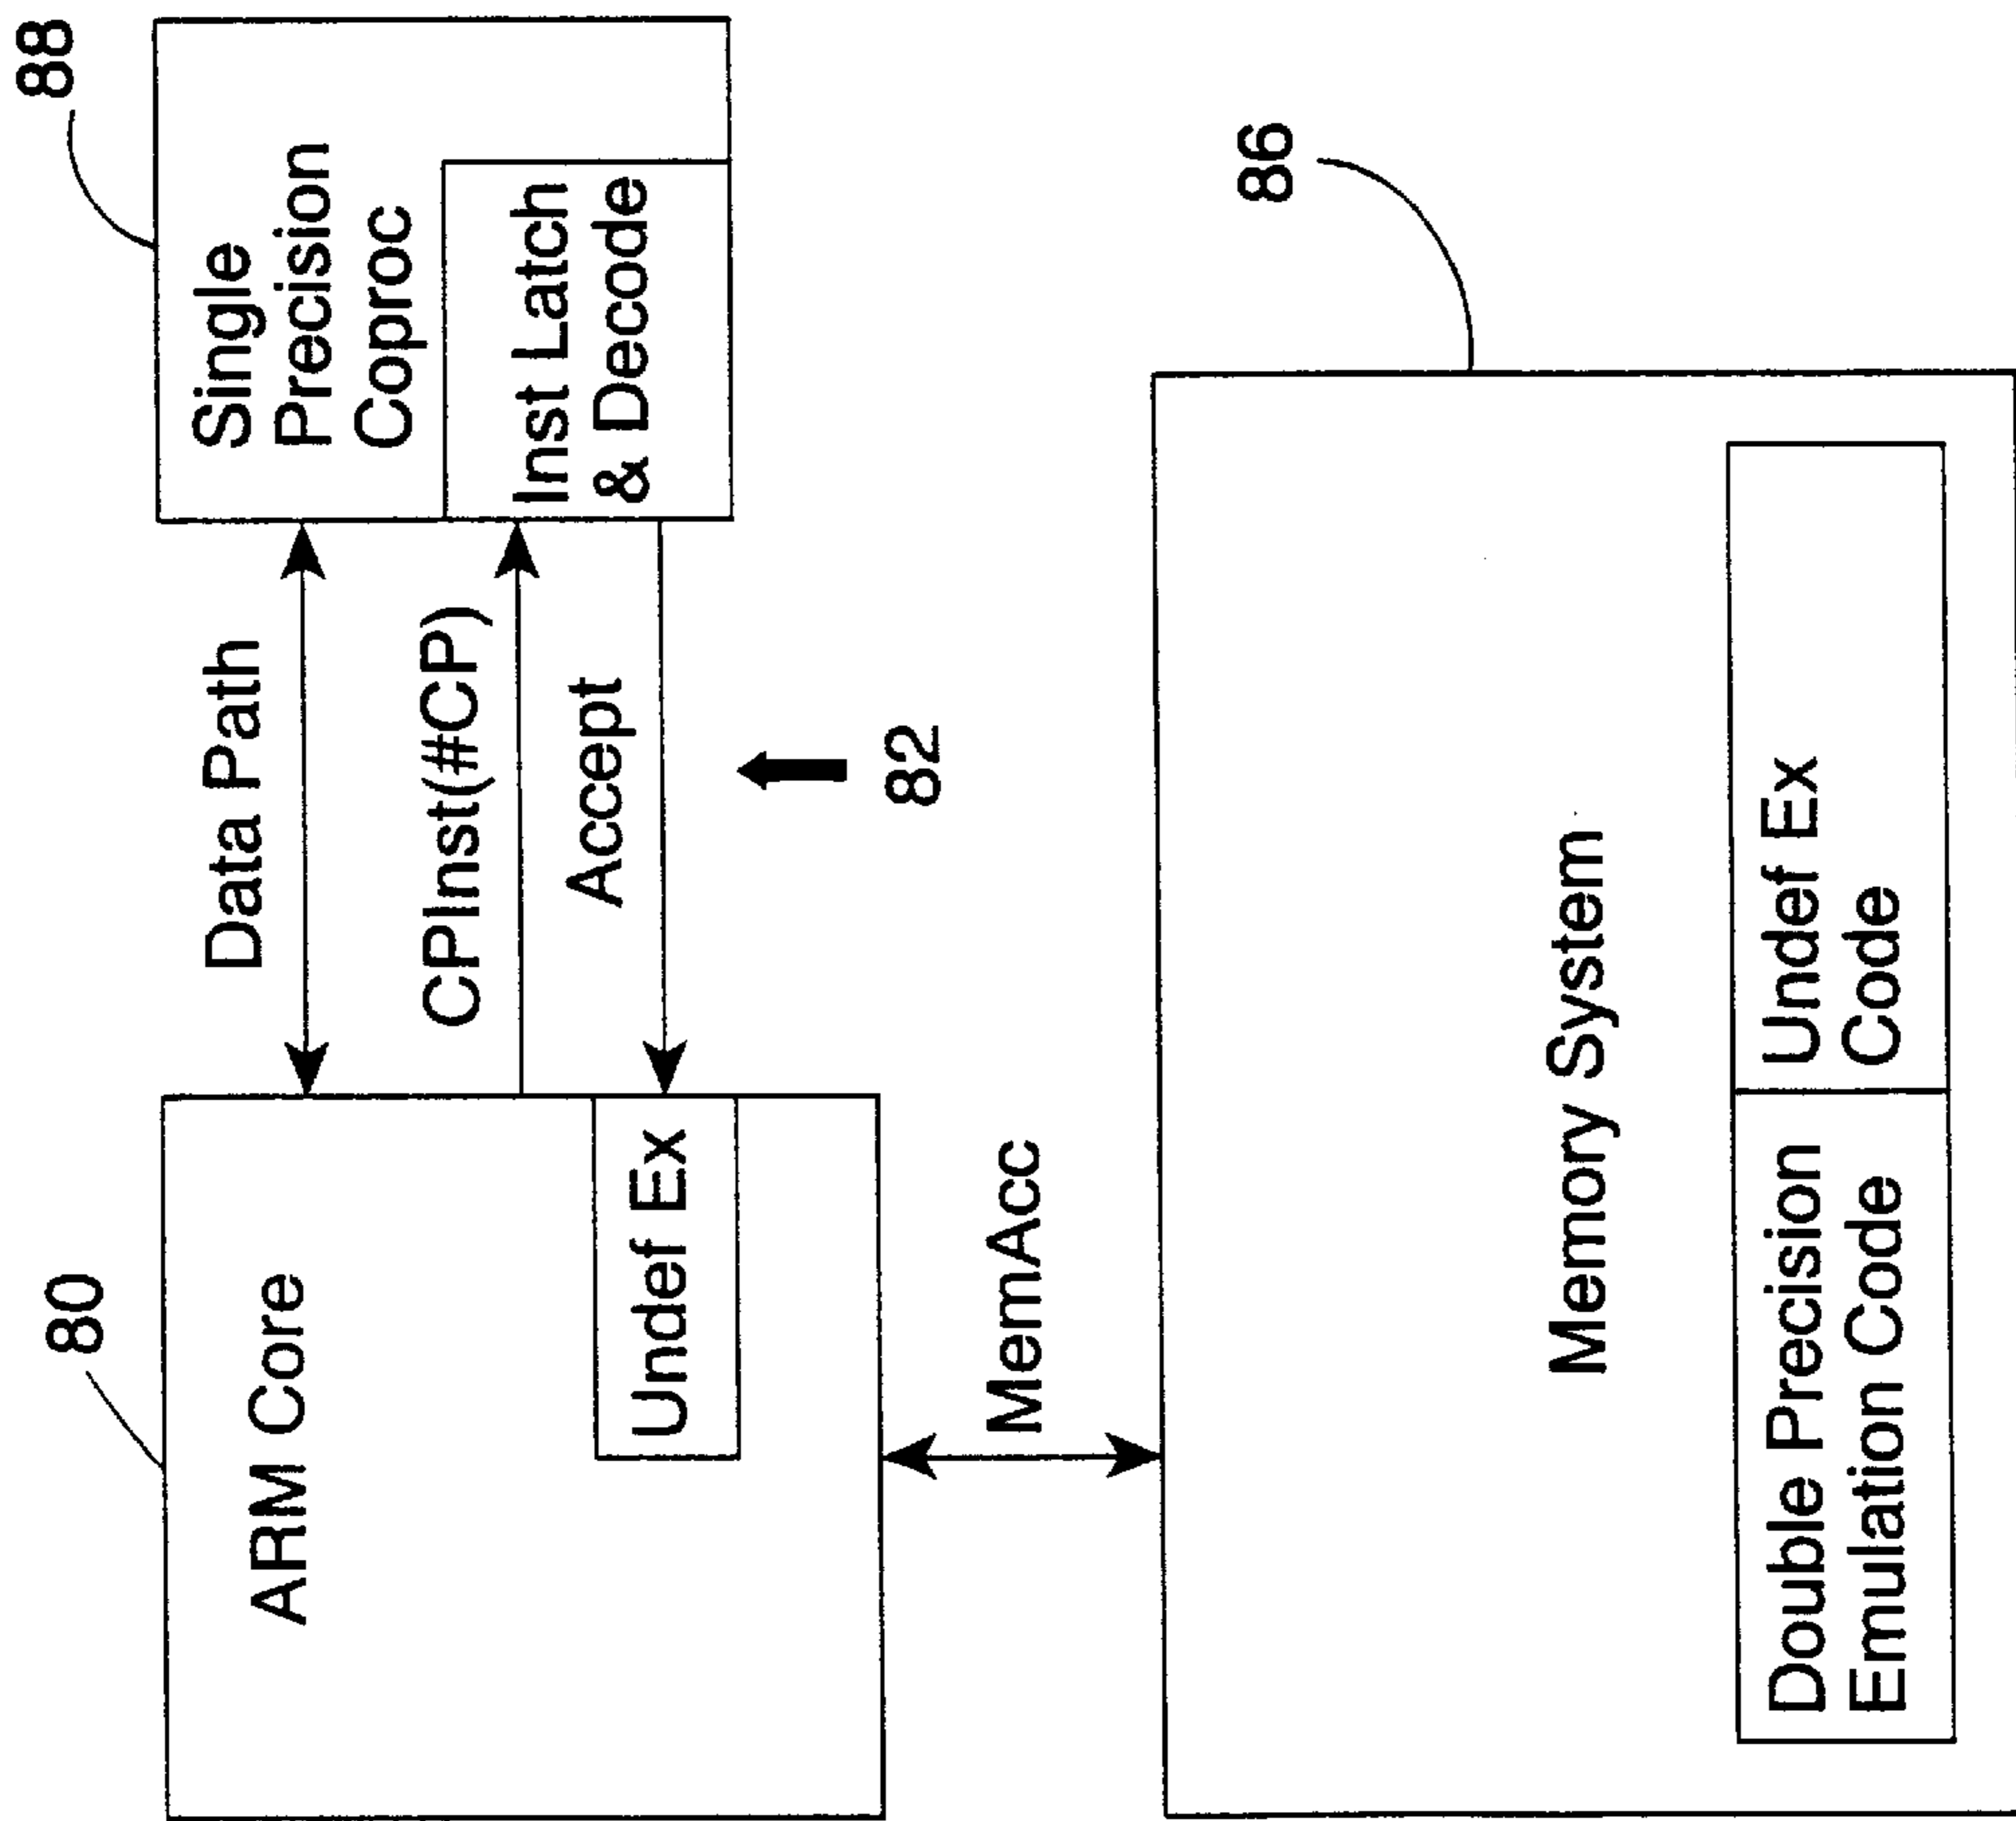 80
ARM Core
Undef Ex
Data Path
CPInst(#CP)
Accept
82
88
Single
Precision
Coproc
Inst Latch
& Decode
MemAcc
86
Memory System
Double Precision
Emulation Code
Undef Ex
Code